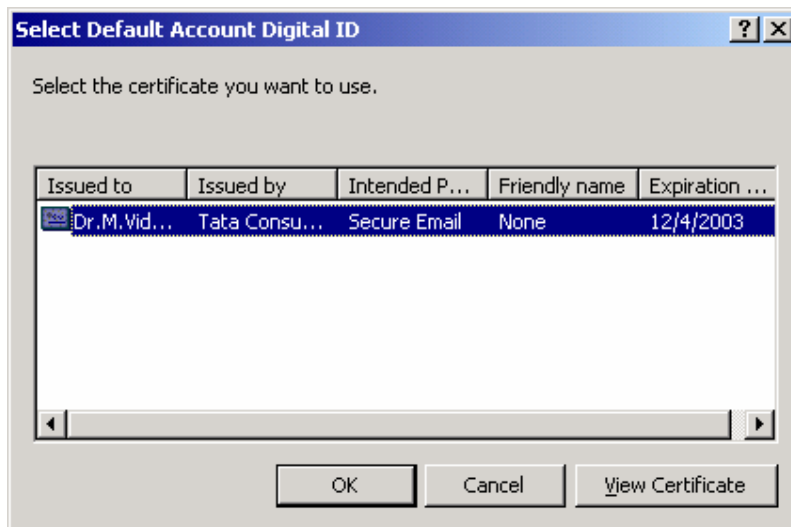 Select Default Account Digital ID
Select the certificate you want to use.
Issued to Issued by Intended P... Friendly name Expiration ...
Dr.M.Vid... Tata Consu... Secure Email None 12/4/2003
OK Cancel View Certificate